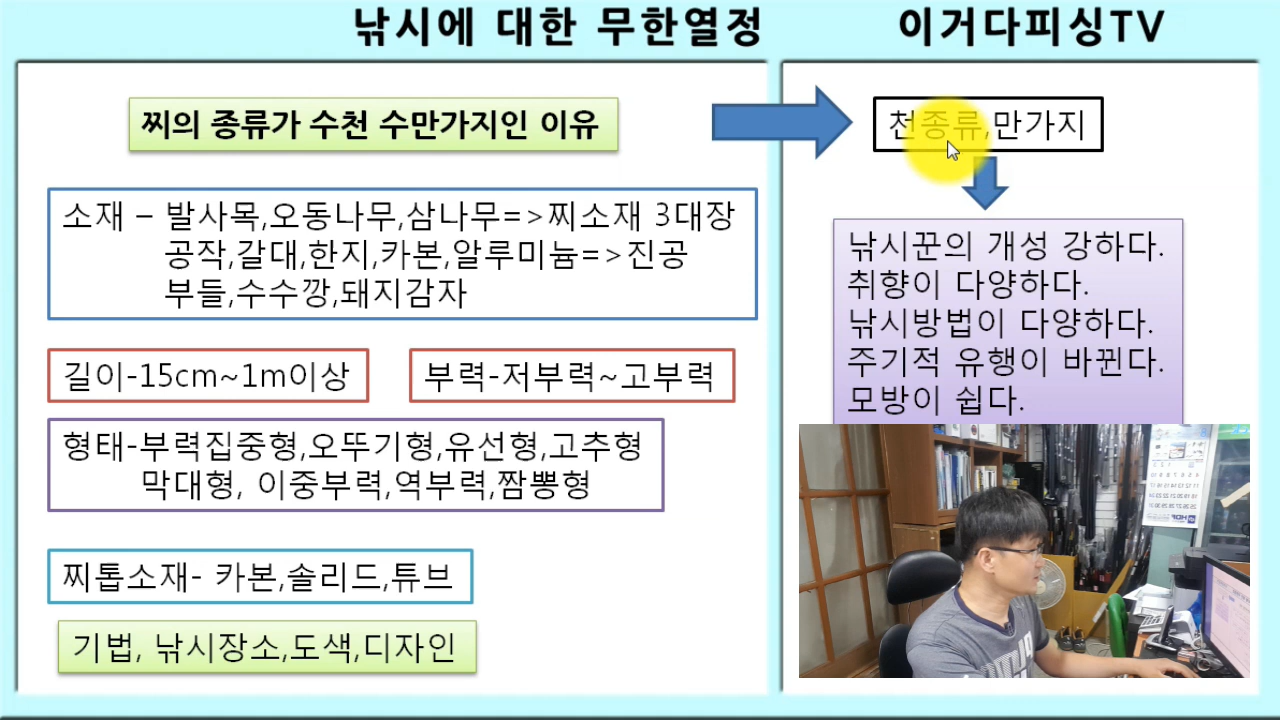 낚시에 대한 무한열정
이거다피싱TV
찌의 종류가 수천 수만가지인 이유
소재 – 발사목,오동나무,삼나무=>찌소재 3대장
공작,갈대,한지,카본,알루미늄=>진공
부들,수수깡,돼지감자
길이-15cm~1m이상
부력-저부력~고부력
형태-부력집중형,오뚜기형,유선형,고추형
막대형, 이중부력,역부력,짬뽕형
찌톱소재- 카본,솔리드,튜브
기법, 낚시장소,도색,디자인
천종류,만가지
낚시꾼의 개성 강하다.
취향이 다양하다.
낚시방법이 다양하다.
주기적 유행이 바뀐다.
모방이 쉽다.